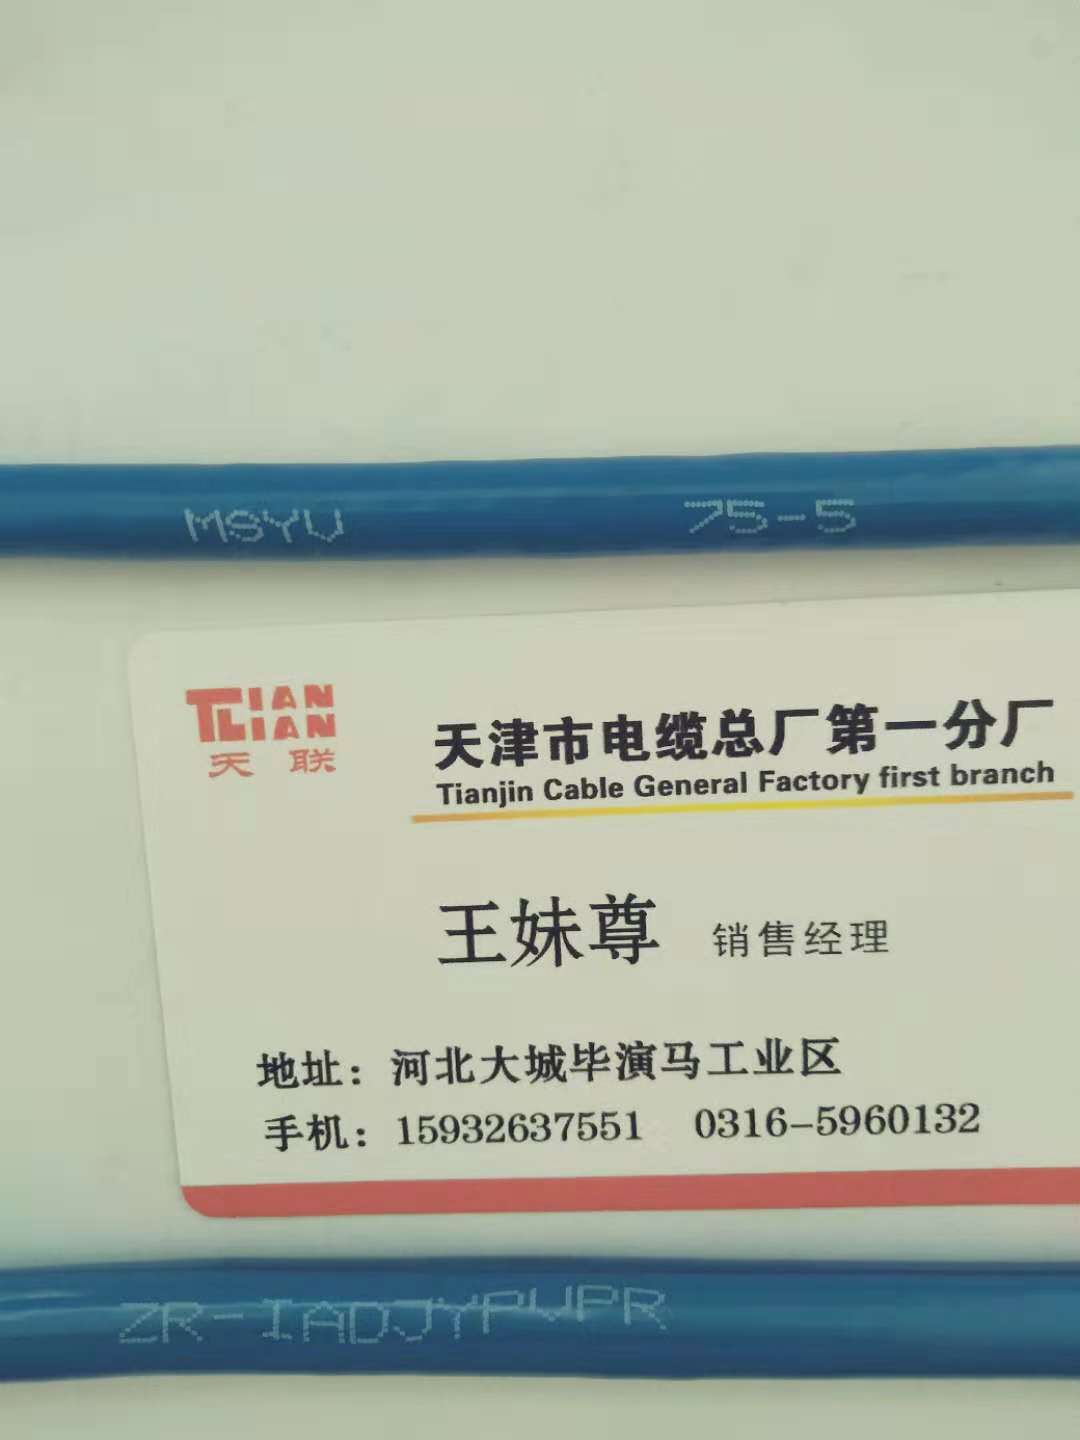 MSYV 75-5
TLIAN
LIAN
天联
天津市电缆总厂第一分厂
Tianjin Cable General Factory first branch
王妹尊 销售经理
地址：河北大城毕演马工业区
手机：15932637551 0316-5960132
ZR-IADJYPVPR